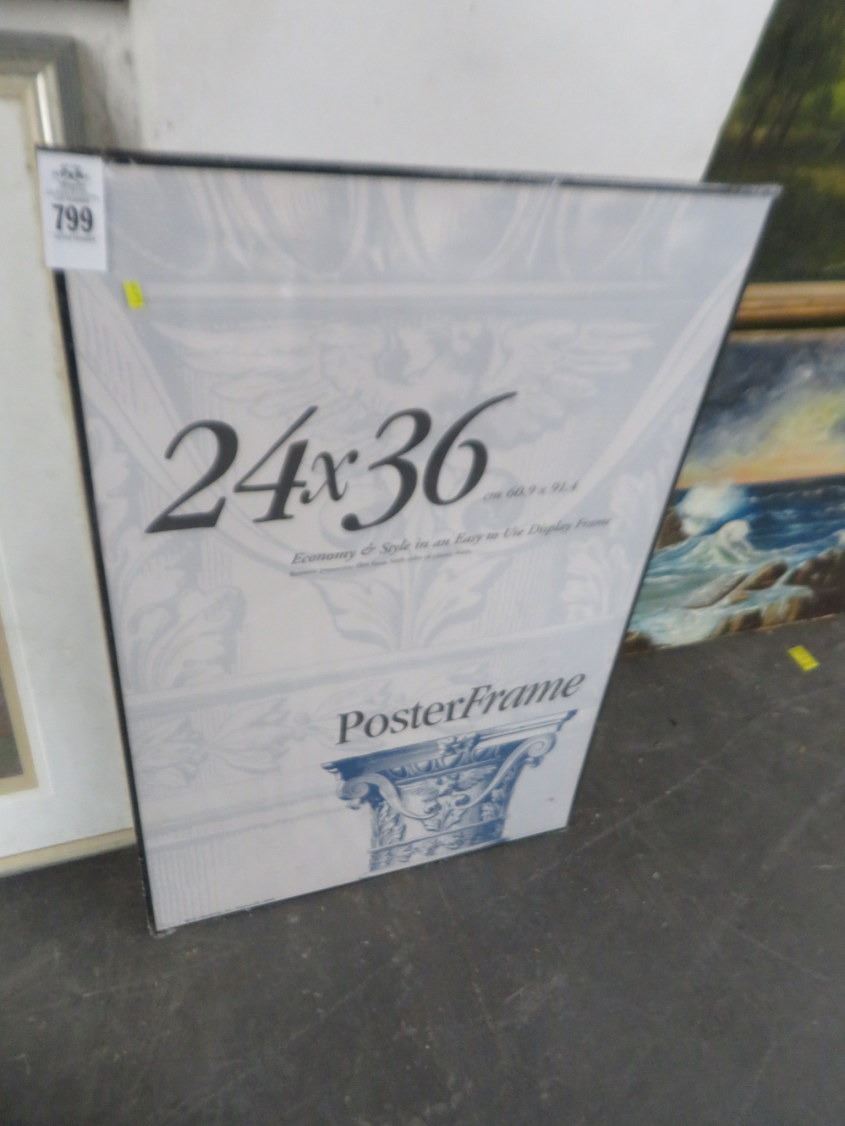 799
24x36
cm 60.9 x 91.4
Economy & Style in an Easy to Use Display Frame
PosterFrame